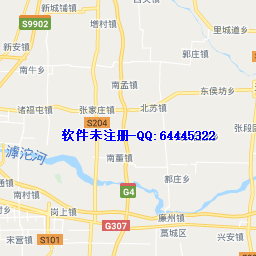 新城铺镇
S9902
增村镇
里城道乡
新安镇
郎庄镇
南牛乡
南孟镇
东侯坊乡
诸福屯镇
张家庄镇
北苏镇
S204
张段固
软件未注册-QQ:64445322
滹沱河
南董镇
郭庄乡
G4
南村镇
岗上镇
廉州镇
G307
藁城区
宋营镇
S101
兴安镇